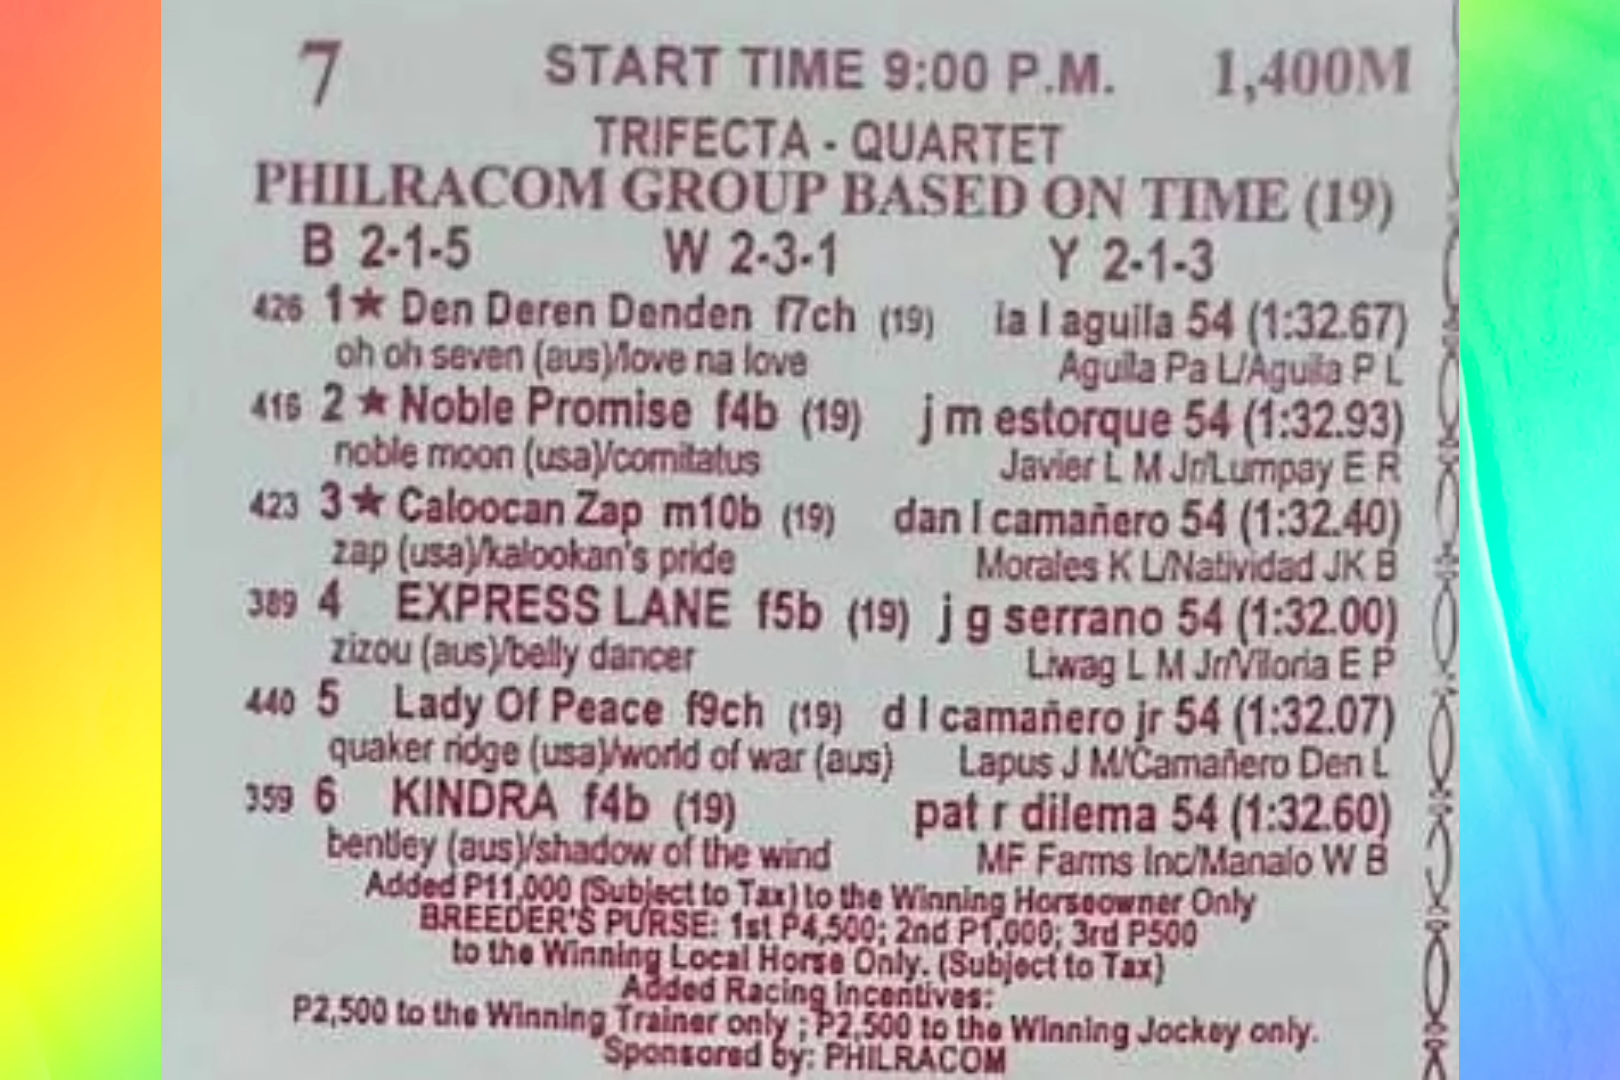 7 START TIME 9:00 P.M. 1,400M
TRIFECTA - QUARTET
PHILRACOM GROUP BASED ON TIME (19)
B 2-1-5 W 2-3-1 Y 2-1-3
426 1★ Den Deren Denden f7ch (19) ia l aguila 54 (1:32.67)
oh oh seven (aus)/love na love Aguila Pa L/Aguila P L
416 2★ Noble Promise f4b (19) j m estorque 54 (1:32.93)
noble moon (usa)/comitatus Javier L M Jr/Lumpay E R
423 3★ Caloocan Zap m10b (19) dan l camañero 54 (1:32.40)
zap (usa)/kalookan's pride Morales K L/Natividad JK B
389 4 EXPRESS LANE f5b (19) j g serrano 54 (1:32.00)
zizou (aus)/belly dancer Liwag L M Jr/Viloria E P
440 5 Lady Of Peace f9ch (19) d l camañero jr 54 (1:32.07)
quaker ridge (usa)/world of war (aus) Lapus J M/Camañero Den L
359 6 KINDRA f4b (19) pat r dilema 54 (1:32.60)
bentley (aus)/shadow of the wind MF Farms Inc/Manalo W B
Added P11,000 (Subject to Tax) to the Winning Horseowner Only
BREEDER'S PURSE: 1st P4,500; 2nd P1,000; 3rd P500
to the Winning Local Horse Only. (Subject to Tax)
Added Racing Incentives:
P2,500 to the Winning Trainer only ; P2,500 to the Winning Jockey only.
Sponsored by: PHILRACOM